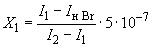 X₁ = (I₁ − Iн Br) / (I₂ − I₁) · 5 · 10⁻⁷